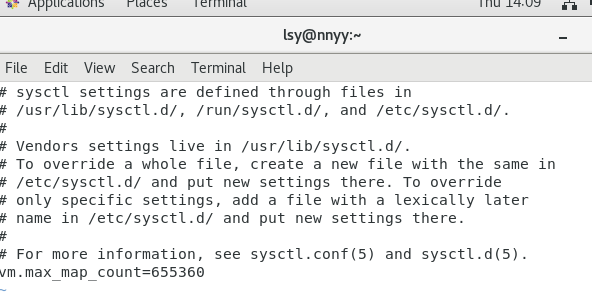 Applications Places Terminal Thu 14:09
lsy@nnyy:~
File Edit View Search Terminal Help
# sysctl settings are defined through files in
# /usr/lib/sysctl.d/, /run/sysctl.d/, and /etc/sysctl.d/.
#
# Vendors settings live in /usr/lib/sysctl.d/.
# To override a whole file, create a new file with the same in
# /etc/sysctl.d/ and put new settings there. To override
# only specific settings, add a file with a lexically later
# name in /etc/sysctl.d/ and put new settings there.
#
# For more information, see sysctl.conf(5) and sysctl.d(5).
vm.max_map_count=655360
~